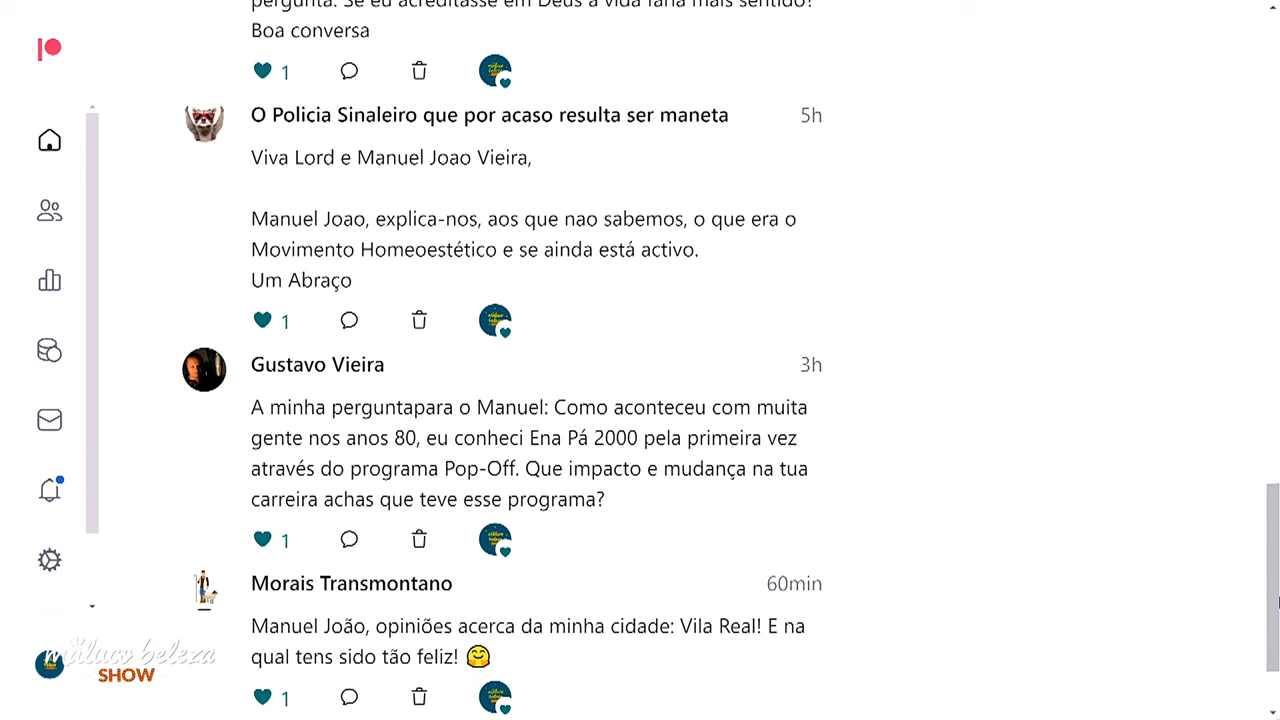 pergunta: Se eu acreditasse em Deus a vida faria mais sentido?
Boa conversa
1
O Policia Sinaleiro que por acaso resulta ser maneta 5h
Viva Lord e Manuel Joao Vieira,
Manuel Joao, explica-nos, aos que nao sabemos, o que era o
Movimento Homeoestético e se ainda está activo.
Um Abraço
1
Gustavo Vieira 3h
A minha perguntapara o Manuel: Como aconteceu com muita
gente nos anos 80, eu conheci Ena Pá 2000 pela primeira vez
através do programa Pop-Off. Que impacto e mudança na tua
carreira achas que teve esse programa?
1
Morais Transmontano 60min
Manuel João, opiniões acerca da minha cidade: Vila Real! E na
qual tens sido tão feliz! 🤗
maluco beleza
SHOW
1